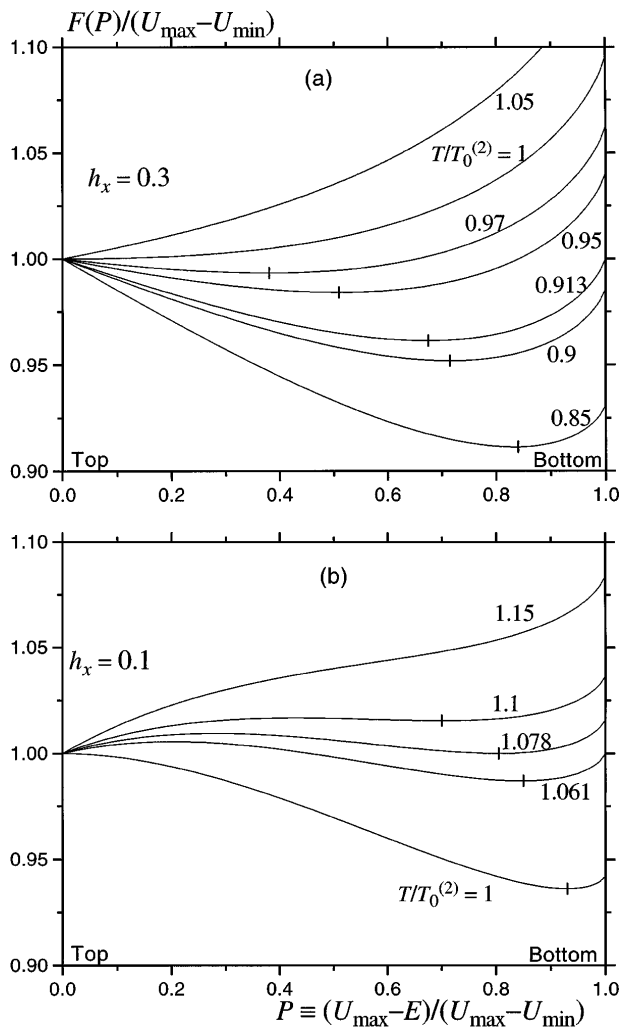 F(P)/(U_max−U_min)
1.10
(a)
1.05
1.05
T/T_0^(2) = 1
h_x = 0.3
0.97
0.95
1.00
0.913
0.9
0.95
0.85
Top
Bottom
0.90
0.0
0.2
0.4
0.6
0.8
1.0
1.10
(b)
1.15
1.05
h_x = 0.1
1.1
1.078
1.00
1.061
0.95
T/T_0^(2) = 1
Top
Bottom
0.90
0.0
0.2
0.4
0.6
0.8
1.0
P ≡ (U_max−E)/(U_max−U_min)